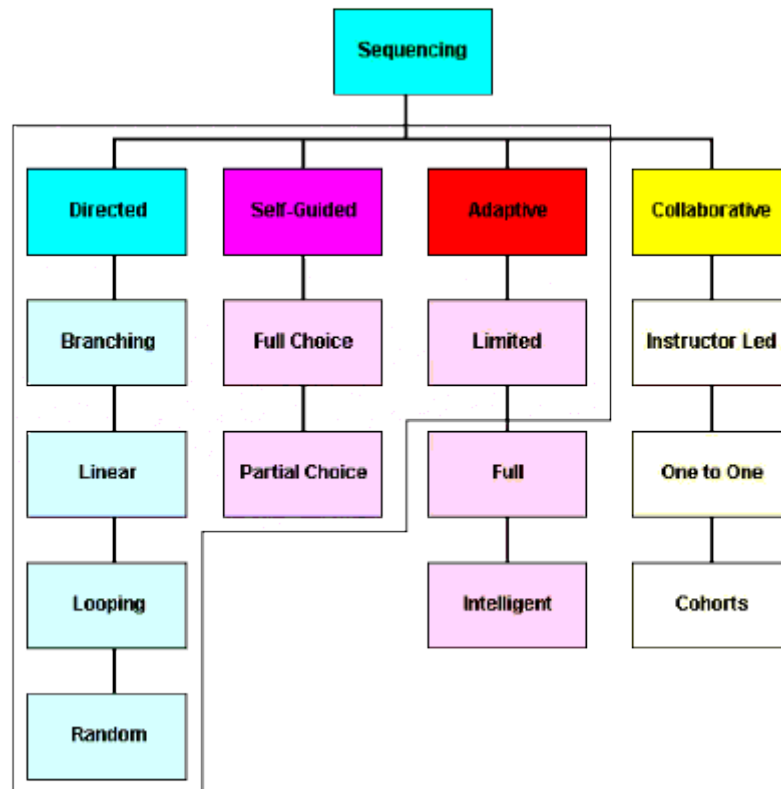 Sequencing
Directed
Self-Guided
Adaptive
Collaborative
Branching
Full Choice
Limited
Instructor Led
Linear
Partial Choice
Full
One to One
Looping
Intelligent
Cohorts
Random